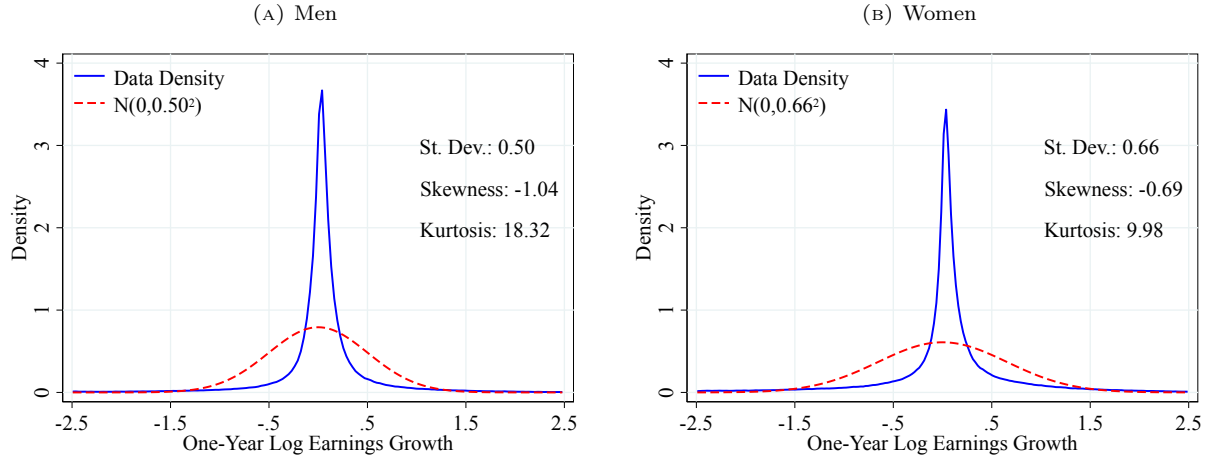 (A) Men
4
3
2
1
0
Density
Data Density
N(0,0.50²)
St. Dev.: 0.50
Skewness: -1.04
Kurtosis: 18.32
-2.5 -1.5 -.5 .5 1.5 2.5
One-Year Log Earnings Growth
(B) Women
4
3
2
1
0
Density
Data Density
N(0,0.66²)
St. Dev.: 0.66
Skewness: -0.69
Kurtosis: 9.98
-2.5 -1.5 -.5 .5 1.5 2.5
One-Year Log Earnings Growth